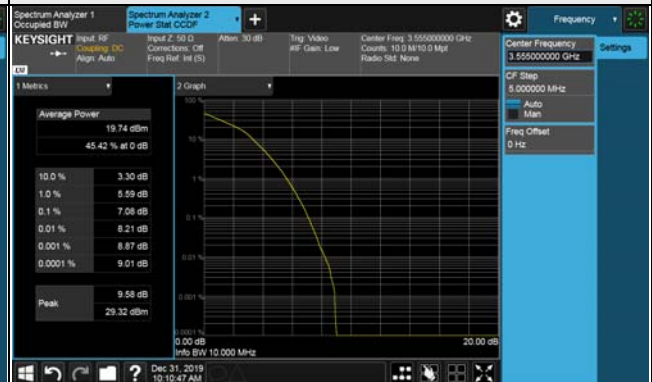 Spectrum Analyzer 1
Occupied BW
Spectrum Analyzer 2
Power Stat CCDF
+
Frequency
KEYSIGHT
Input: RF
Coupling: DC
Align: Auto
Input Z: 50 Ω
Corrections: Off
Freq Ref: Int (S)
Atten: 30 dB
Trig: Video
#IF Gain: Low
Center Freq: 3.555000000 GHz
Counts: 10.0 M/10.0 Mpt
Radio Std: None
Center Frequency
3.555000000 GHz
Settings
CF Step
5.000000 MHz
Auto
Man
Freq Offset
0 Hz
1 Metrics
2 Graph
Average Power
19.74 dBm
45.42 % at 0 dB
10.0 % 3.30 dB
1.0 % 5.59 dB
0.1 % 7.08 dB
0.01 % 8.21 dB
0.001 % 8.87 dB
0.0001 % 9.01 dB
Peak
9.58 dB
29.32 dBm
100 %
10 %
1 %
0.1 %
0.01 %
0.001 %
0.0001 %
0.00 dB
20.00 dB
Info BW 10.000 MHz
?
Dec 31, 2019
10:10:47 AM